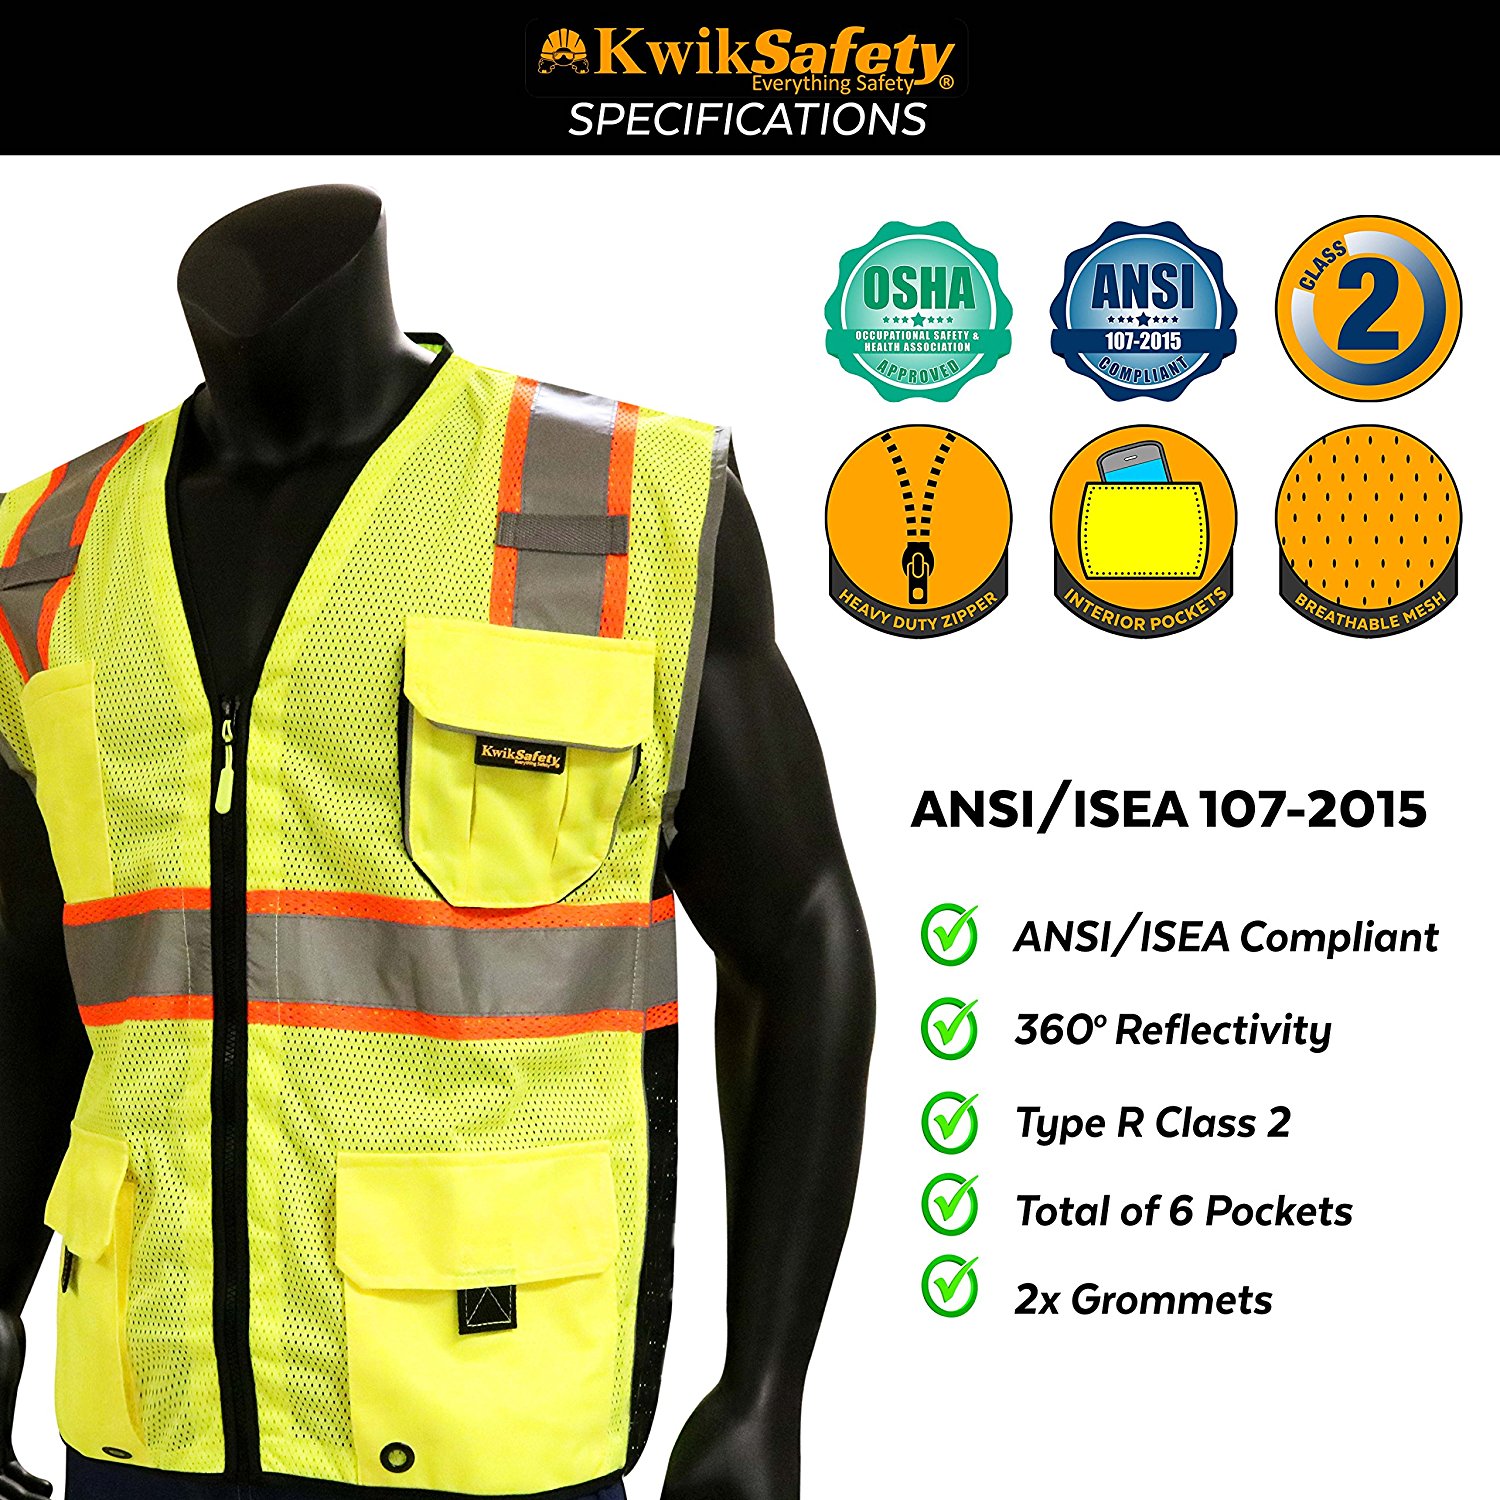 KwikSafety
Everything Safety®
SPECIFICATIONS
OSHA
OCCUPATIONAL SAFETY &
HEALTH ASSOCIATION
APPROVED
ANSI
107-2015
COMPLIANT
CLASS
2
HEAVY DUTY ZIPPER
INTERIOR POCKETS
BREATHABLE MESH
KwikSafety
Everything Safety®
ANSI/ISEA 107-2015
ANSI/ISEA Compliant
360º Reflectivity
Type R Class 2
Total of 6 Pockets
2x Grommets